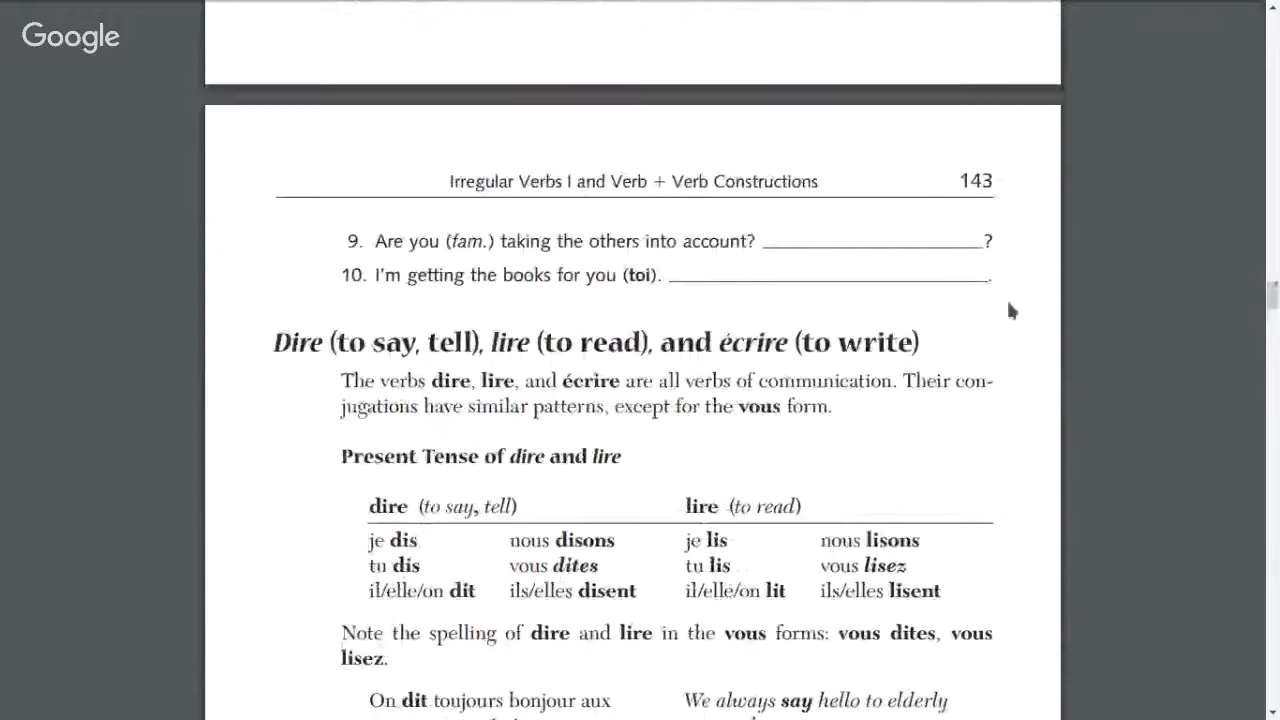 Google
Irregular Verbs I and Verb + Verb Constructions 143
9. Are you (fam.) taking the others into account? ____________________?
10. I'm getting the books for you (toi). ____________________.
Dire (to say, tell), lire (to read), and écrire (to write)
The verbs dire, lire, and écrire are all verbs of communication. Their con-
jugations have similar patterns, except for the vous form.
Present Tense of dire and lire
dire (to say, tell) lire (to read)
je dis nous disons je lis nous lisons
tu dis vous dites tu lis vous lisez
il/elle/on dit ils/elles disent il/elle/on lit ils/elles lisent
Note the spelling of dire and lire in the vous forms: vous dites, vous
lisez.
On dit toujours bonjour aux We always say hello to elderly